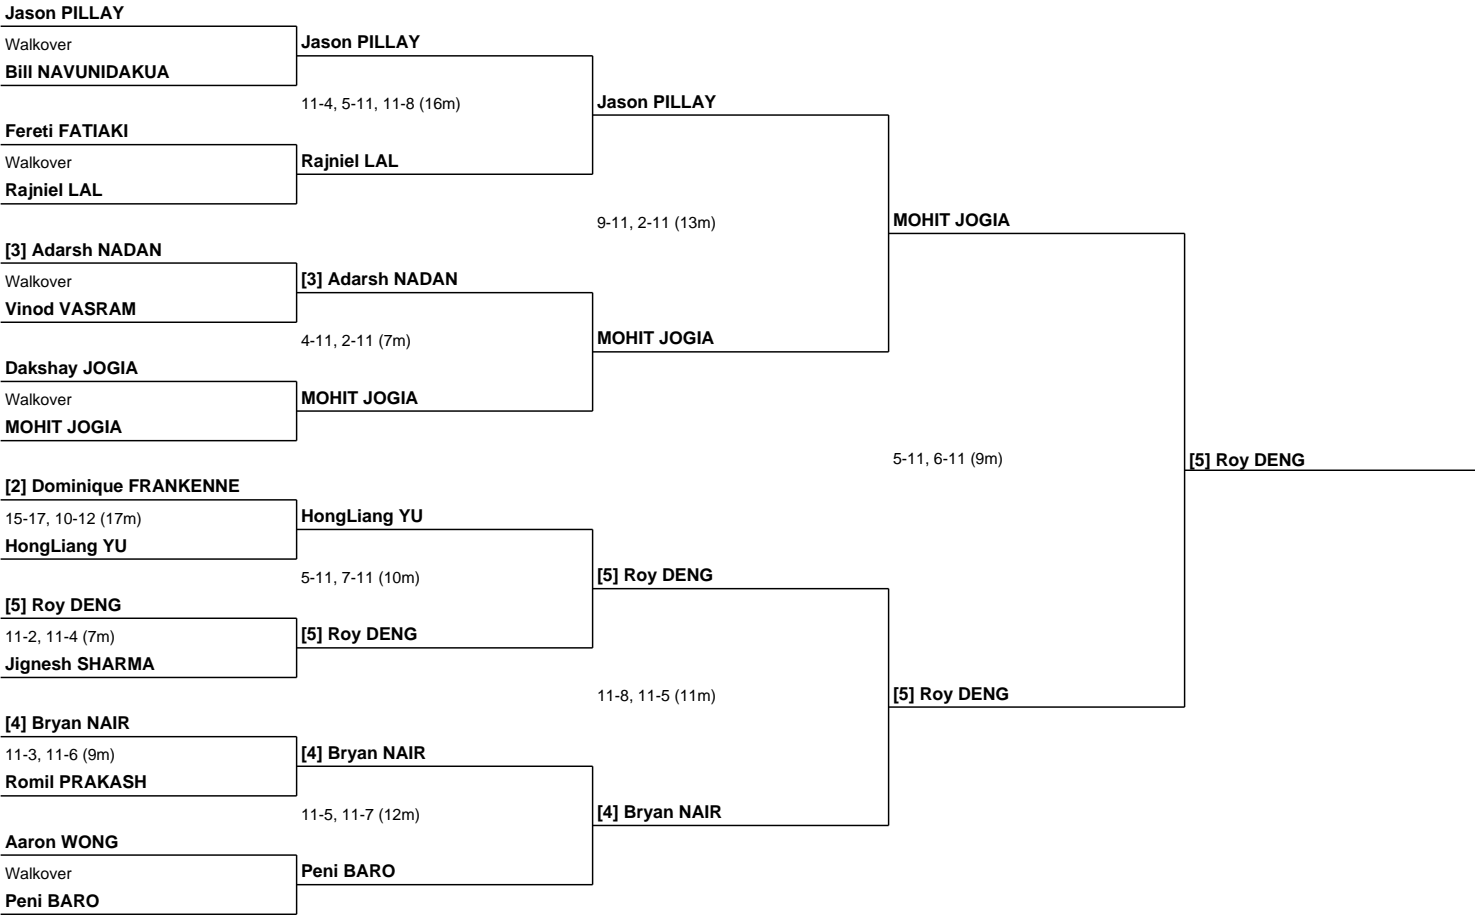 Jason PILLAY
Walkover
Bill NAVUNIDAKUA
Fereti FATIAKI
Walkover
Rajniel LAL
[3] Adarsh NADAN
Walkover
Vinod VASRAM
Dakshay JOGIA
Walkover
MOHIT JOGIA
[2] Dominique FRANKENNE
15-17, 10-12 (17m)
HongLiang YU
[5] Roy DENG
11-2, 11-4 (7m)
Jignesh SHARMA
[4] Bryan NAIR
11-3, 11-6 (9m)
Romil PRAKASH
Aaron WONG
Walkover
Peni BARO
Jason PILLAY
11-4, 5-11, 11-8 (16m)
Rajniel LAL
[3] Adarsh NADAN
4-11, 2-11 (7m)
MOHIT JOGIA
HongLiang YU
5-11, 7-11 (10m)
[5] Roy DENG
[4] Bryan NAIR
11-5, 11-7 (12m)
Peni BARO
Jason PILLAY
9-11, 2-11 (13m)
MOHIT JOGIA
[5] Roy DENG
11-8, 11-5 (11m)
[4] Bryan NAIR
MOHIT JOGIA
5-11, 6-11 (9m)
[5] Roy DENG
[5] Roy DENG